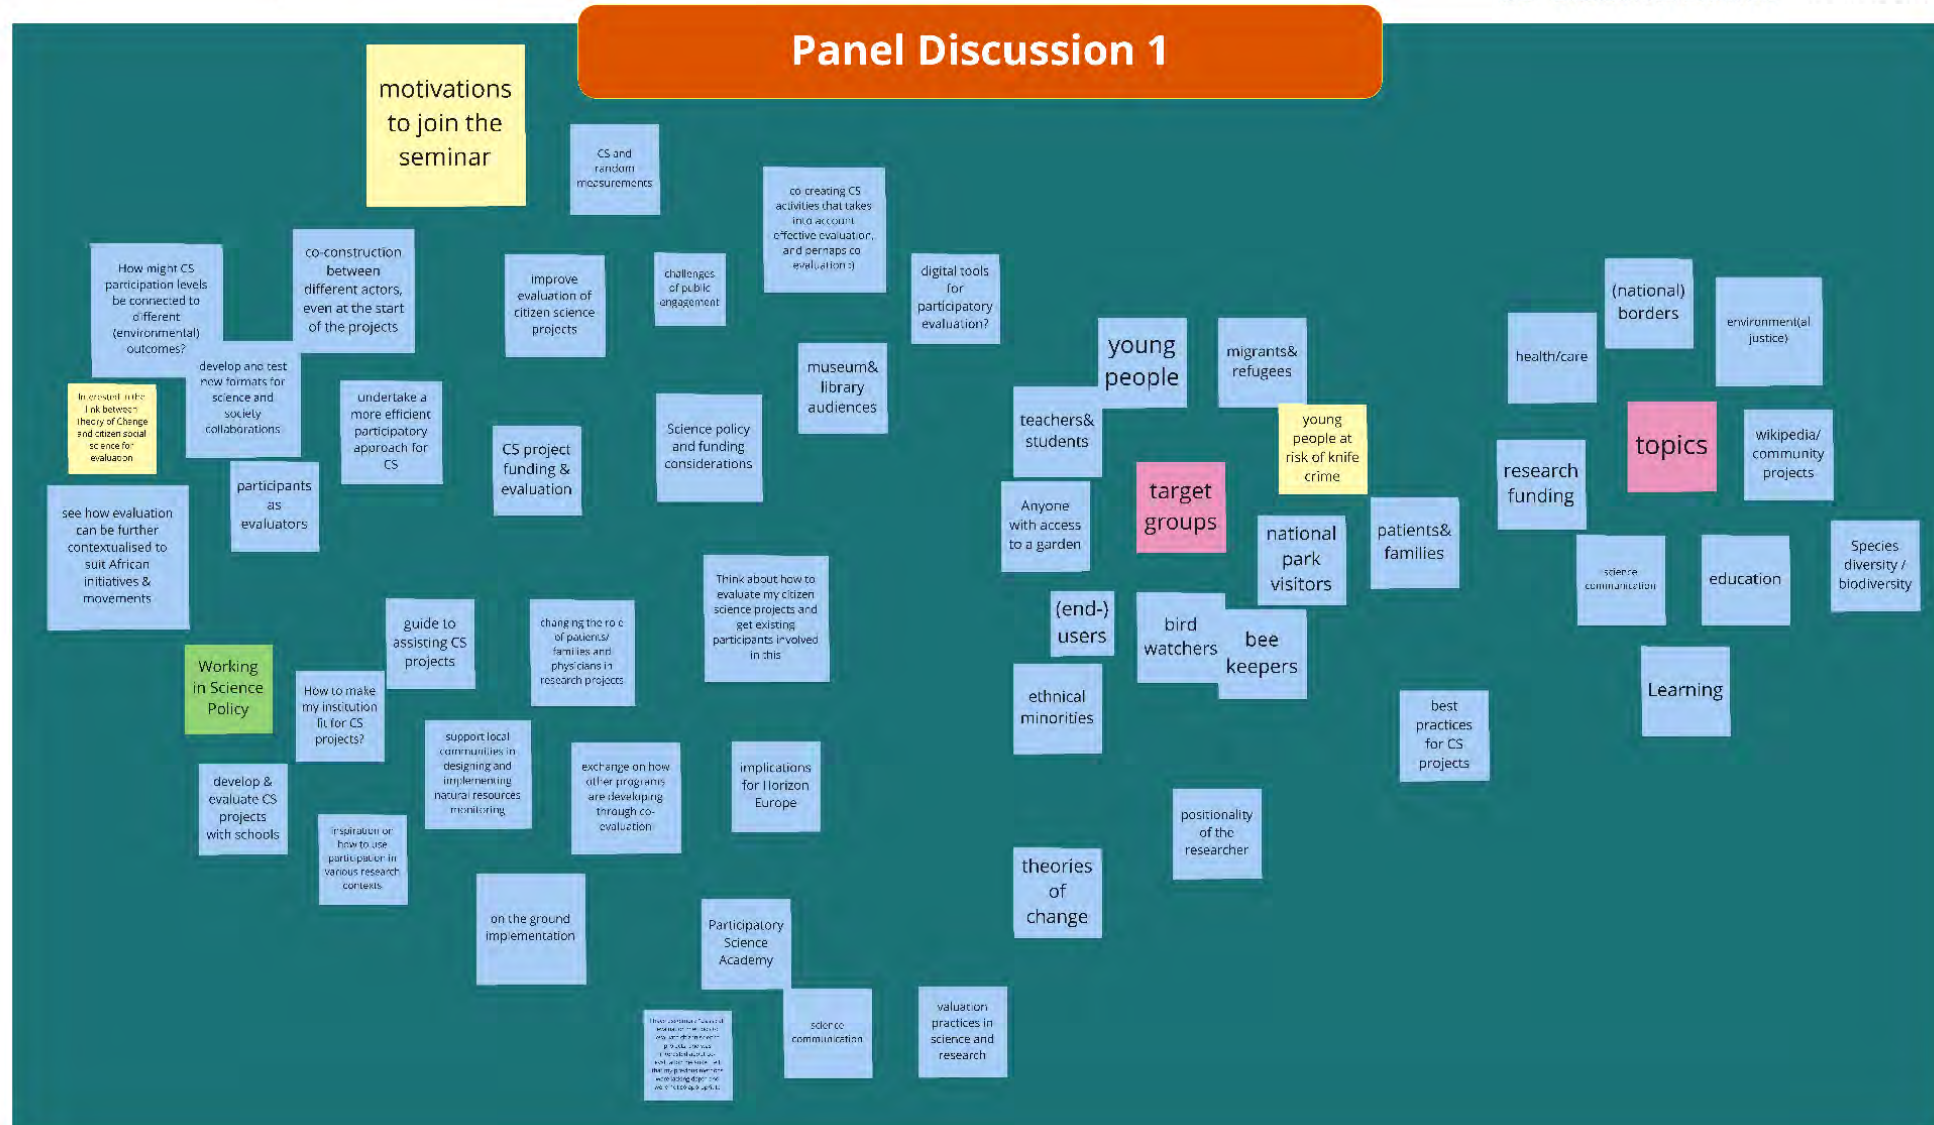 Panel Discussion 1
motivations
to join the
seminar
CS and
random
measurements
co creating CS
activities that takes
into account
effective evaluation,
and perhaps co
evaluation :)
How might CS
participation levels
be connected to
different
(environmental)
outcomes?
co-construction
between
different actors,
even at the start
of the projects
improve
evaluation of
citizen science
projects
challenges
of public
engagement
digital tools
for
participatory
evaluation?
develop and test
new formats for
science and
society
collaborations
Interested in the
link between
Theory of Change
and citizen social
science for
evaluation
undertake a
more efficient
participatory
approach for
CS
museum&
library
audiences
CS project
funding &
evaluation
Science policy
and funding
considerations
participants
as
evaluators
see how evaluation
can be further
contextualised to
suit African
initiatives &
movements
Think about how to
evaluate my citizen
science projects and
get existing
participants involved
in this
guide to
assisting CS
projects
changing the role
of patients/
families and
physicians in
research projects
Working
in Science
Policy
How to make
my institution
fit for CS
projects?
support local
communities in
designing and
implementing
natural resources
monitoring
exchange on how
other programs
are developing
through co-
evaluation
implications
for Horizon
Europe
develop &
evaluate CS
projects
with schools
inspiration on
how to use
participation in
various research
contexts
on the ground
implementation
Participatory
Science
Academy
science
communication
valuation
practices in
science and
research
young
people
migrants&
refugees
teachers&
students
young
people at
risk of knife
crime
target
groups
Anyone
with access
to a garden
national
park
visitors
patients&
families
(end-)
users
bird
watchers
bee
keepers
ethnical
minorities
best
practices
for CS
projects
positionality
of the
researcher
theories
of
change
(national)
borders
environment(al
justice)
health/care
topics
wikipedia/
community
projects
research
funding
science
communication
education
Species
diversity /
biodiversity
Learning